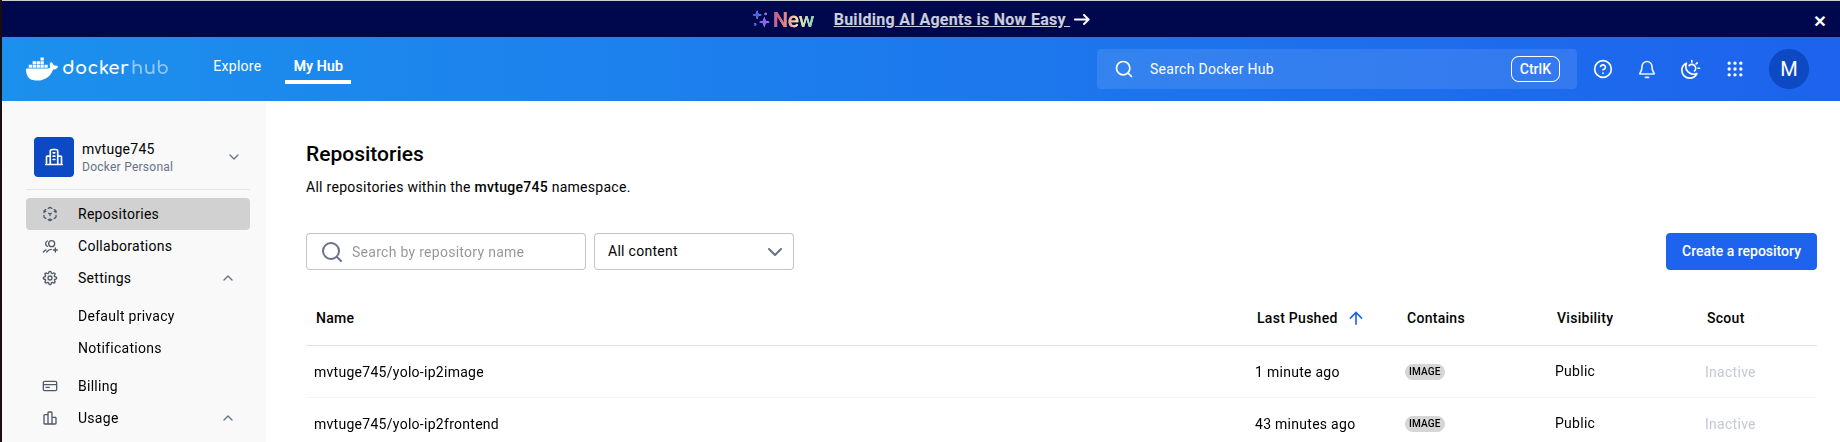 New Building AI Agents is Now Easy →
docker hub Explore My Hub Search Docker Hub CtrlK M
mvtuge745
Docker Personal
Repositories
Collaborations
Settings
Default privacy
Notifications
Billing
Usage
Repositories
All repositories within the mvtuge745 namespace.
Search by repository name All content Create a repository
Name Last Pushed Contains Visibility Scout
mvtuge745/yolo-ip2image 1 minute ago IMAGE Public Inactive
mvtuge745/yolo-ip2frontend 43 minutes ago IMAGE Public Inactive